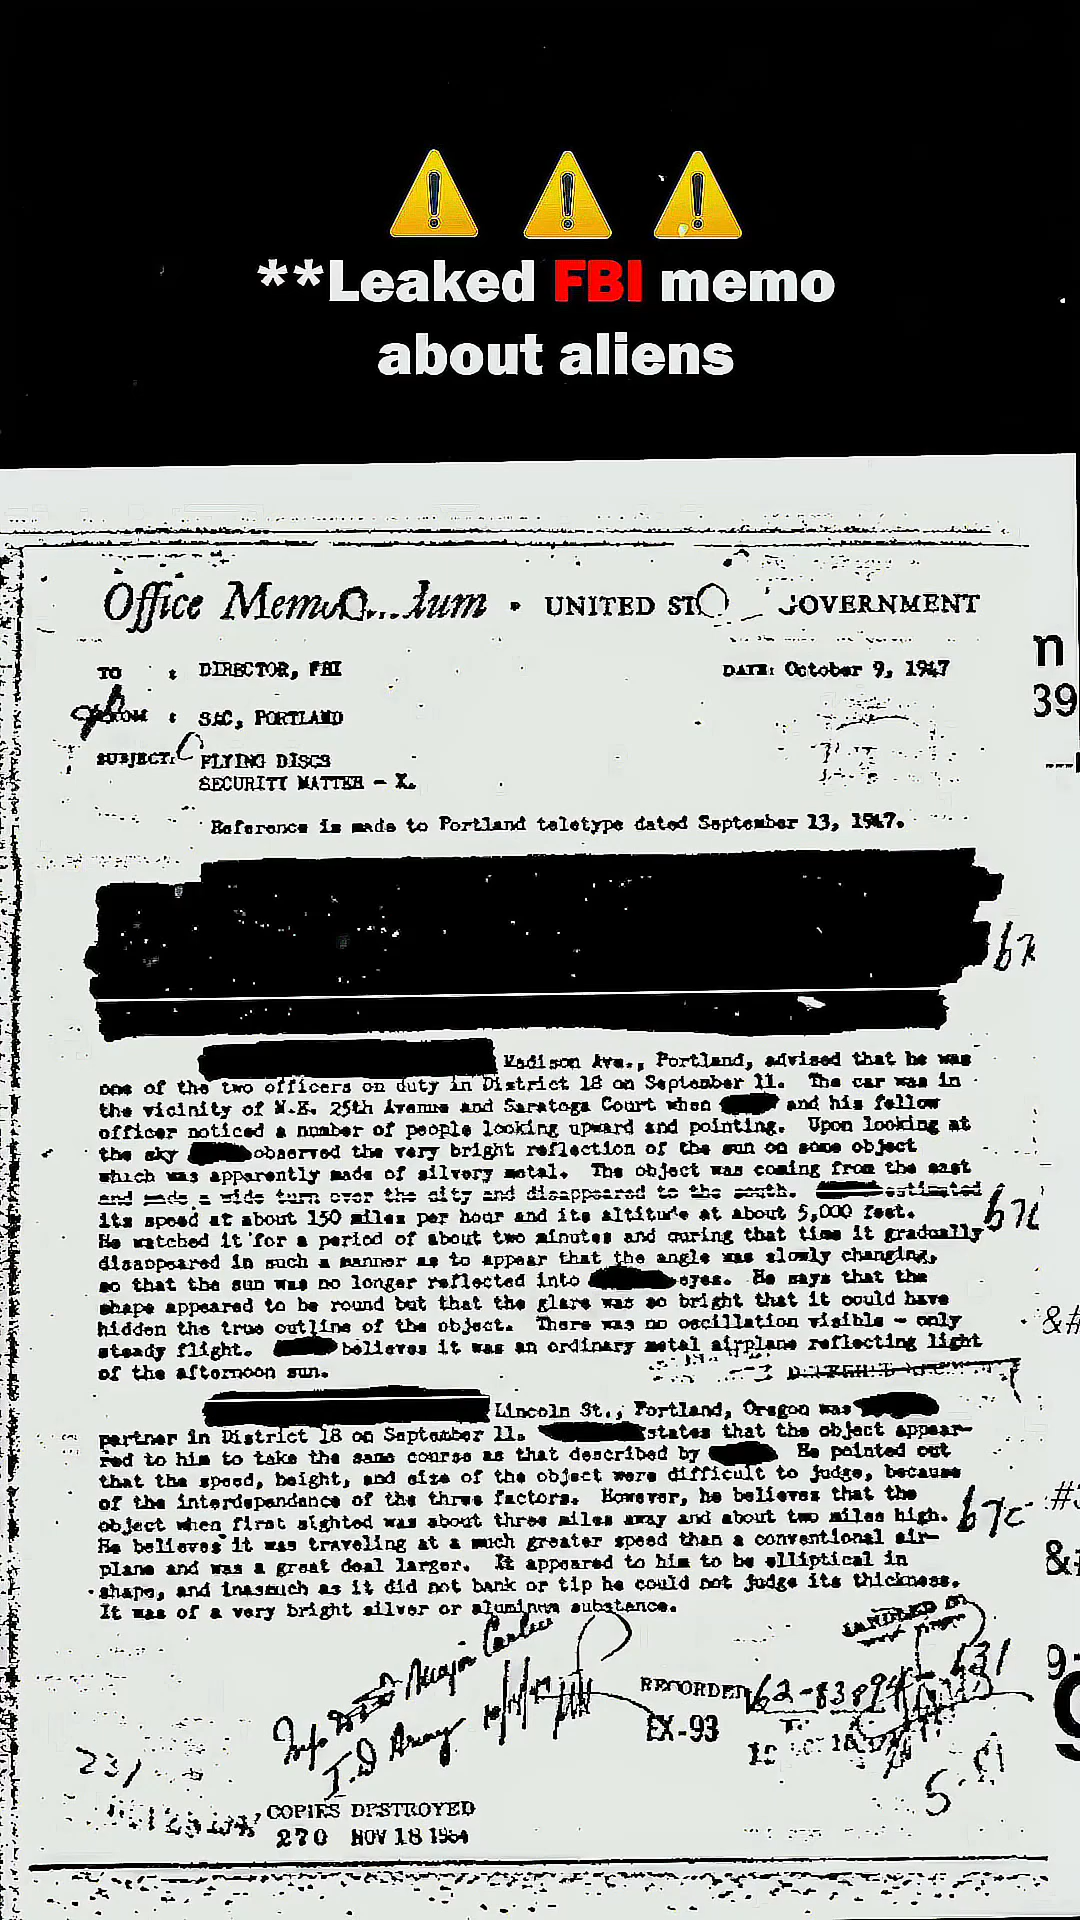 **Leaked FBI memo
about aliens
Office Mem...dum • UNITED ST GOVERNMENT
TO : DIRECTOR, FBI
DATE: October 9, 1947
FROM : SAC, PORTLAND
SUBJECT: FLYING DISCS
SECURITY MATTER - X.
Reference is made to Portland teletype dated September 13, 1947.
Madison Ave., Portland, advised that he was
one of the two officers on duty in District 18 on September 11. The car was in
the vicinity of N.E. 25th Avenue and Saratoga Court when and his fellow
officer noticed a number of people looking upward and pointing. Upon looking at
the sky observed the very bright reflection of the sun on some object
which was apparently made of silvery metal. The object was coming from the east
and made a wide turn over the city and disappeared to the south. estimated
its speed at about 150 miles per hour and its altitude at about 5,000 feet.
He watched it for a period of about two minutes and during that time it gradually
disappeared in such a manner as to appear that the angle was slowly changing,
so that the sun was no longer reflected into eyes. He says that the
shape appeared to be round but that the glare was so bright that it could have
hidden the true outline of the object. There was no oscillation visible - only
steady flight. believes it was an ordinary metal airplane reflecting light
of the afternoon sun.
Lincoln St., Portland, Oregon was
partner in District 18 on September 11. states that the object appear-
red to him to take the same course as that described by He pointed out
that the speed, height, and size of the object were difficult to judge, because
of the interdependance of the three factors. However, he believes that the
object when first sighted was about three miles away and about two miles high.
He believes it was traveling at a much greater speed than a conventional air-
plane and was a great deal larger. It appeared to him to be elliptical in
shape, and inasmuch as it did not bank or tip he could not judge its thickness.
It was of a very bright silver or aluminum substance.
b7c
RECORDED
62-83894
131
EX-93
231
COPIES DESTROYED
270 NOV 18 1964
n
39
&#